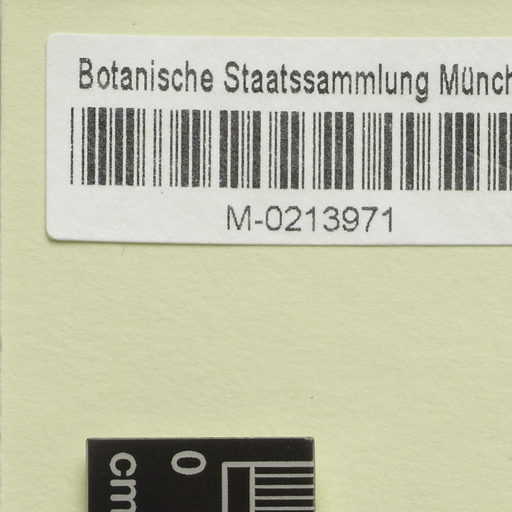 Botanische Staatssammlung Münch
M-0213971
cm 0